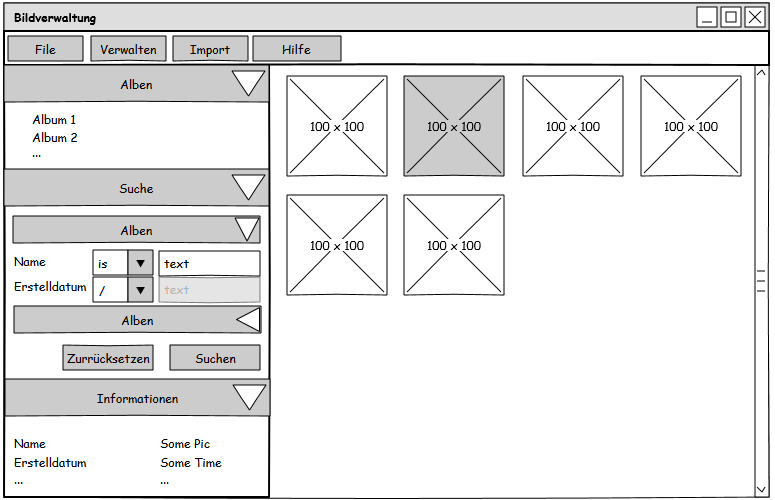 Bildverwaltung
File Verwalten Import Hilfe
Alben
Album 1
Album 2
...
Suche
Alben
Name is text
Erstelldatum / text
Alben
Zurrücksetzen Suchen
Informationen
Name Some Pic
Erstelldatum Some Time
... ...
100 x 100 100 x 100 100 x 100 100 x 100
100 x 100 100 x 100